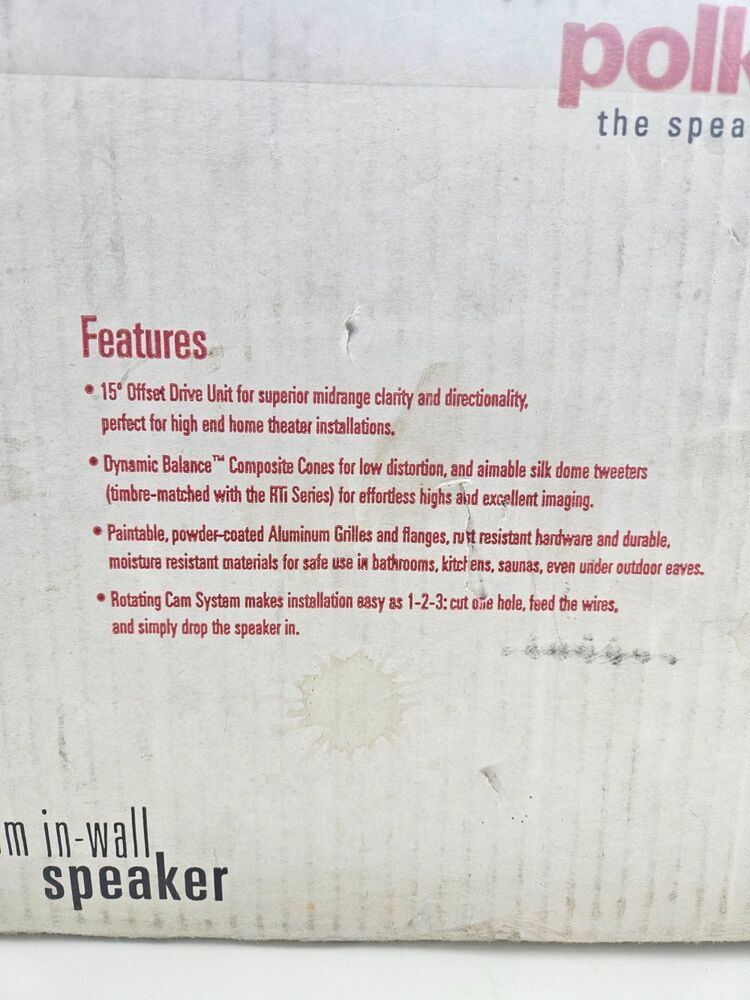 polk
the spea
Features
• 15° Offset Drive Unit for superior midrange clarity and directionality,
perfect for high end home theater installations.
• Dynamic Balance™ Composite Cones for low distortion, and aimable silk dome tweeters
(timbre-matched with the RTi Series) for effortless highs and excellent imaging.
• Paintable, powder-coated Aluminum Grilles and flanges, rust resistant hardware and durable,
moisture resistant materials for safe use in bathrooms, kitchens, saunas, even under outdoor eaves.
• Rotating Cam System makes installation easy as 1-2-3: cut one hole, feed the wires,
and simply drop the speaker in.
m in-wall
speaker